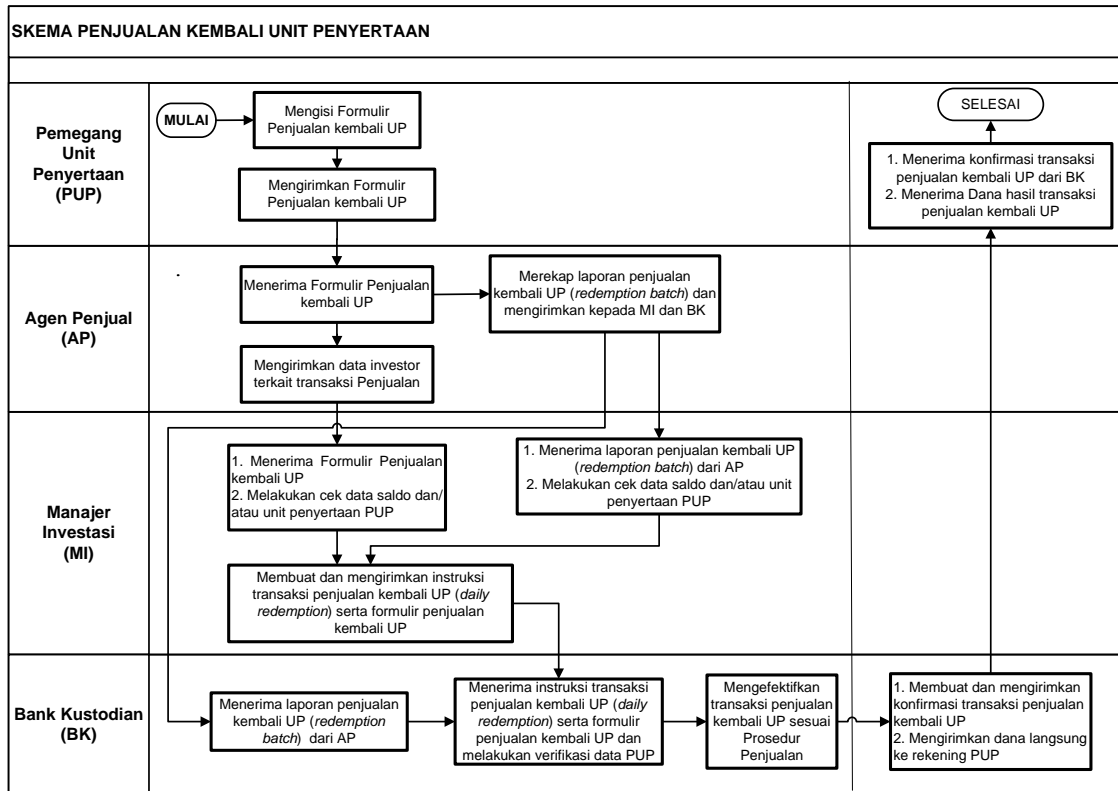 SKEMA PENJUALAN KEMBALI UNIT PENYERTAAN
Pemegang
Unit
Penyertaan
(PUP)
MULAI
Mengisi Formulir
Penjualan kembali UP
Mengirimkan Formulir
Penjualan kembali UP
SELESAI
1. Menerima konfirmasi transaksi
penjualan kembali UP dari BK
2. Menerima Dana hasil transaksi
penjualan kembali UP
Agen Penjual
(AP)
Menerima Formulir Penjualan
kembali UP
Merekap laporan penjualan
kembali UP (redemption batch) dan
mengirimkan kepada MI dan BK
Mengirimkan data investor
terkait transaksi Penjualan
Manajer
Investasi
(MI)
1. Menerima Formulir Penjualan
kembali UP
2. Melakukan cek data saldo dan/
atau unit penyertaan PUP
1. Menerima laporan penjualan kembali UP
(redemption batch) dari AP
2. Melakukan cek data saldo dan/atau unit
penyertaan PUP
Membuat dan mengirimkan instruksi
transaksi penjualan kembali UP (daily
redemption) serta formulir penjualan
kembali UP
Bank Kustodian
(BK)
Menerima laporan penjualan
kembali UP (redemption
batch) dari AP
Menerima instruksi transaksi
penjualan kembali UP (daily
redemption) serta formulir
penjualan kembali UP dan
melakukan verifikasi data PUP
Mengefektifkan
transaksi penjualan
kembali UP sesuai
Prosedur
Penjualan
1. Membuat dan mengirimkan
konfirmasi transaksi penjualan
kembali UP
2. Mengirimkan dana langsung
ke rekening PUP